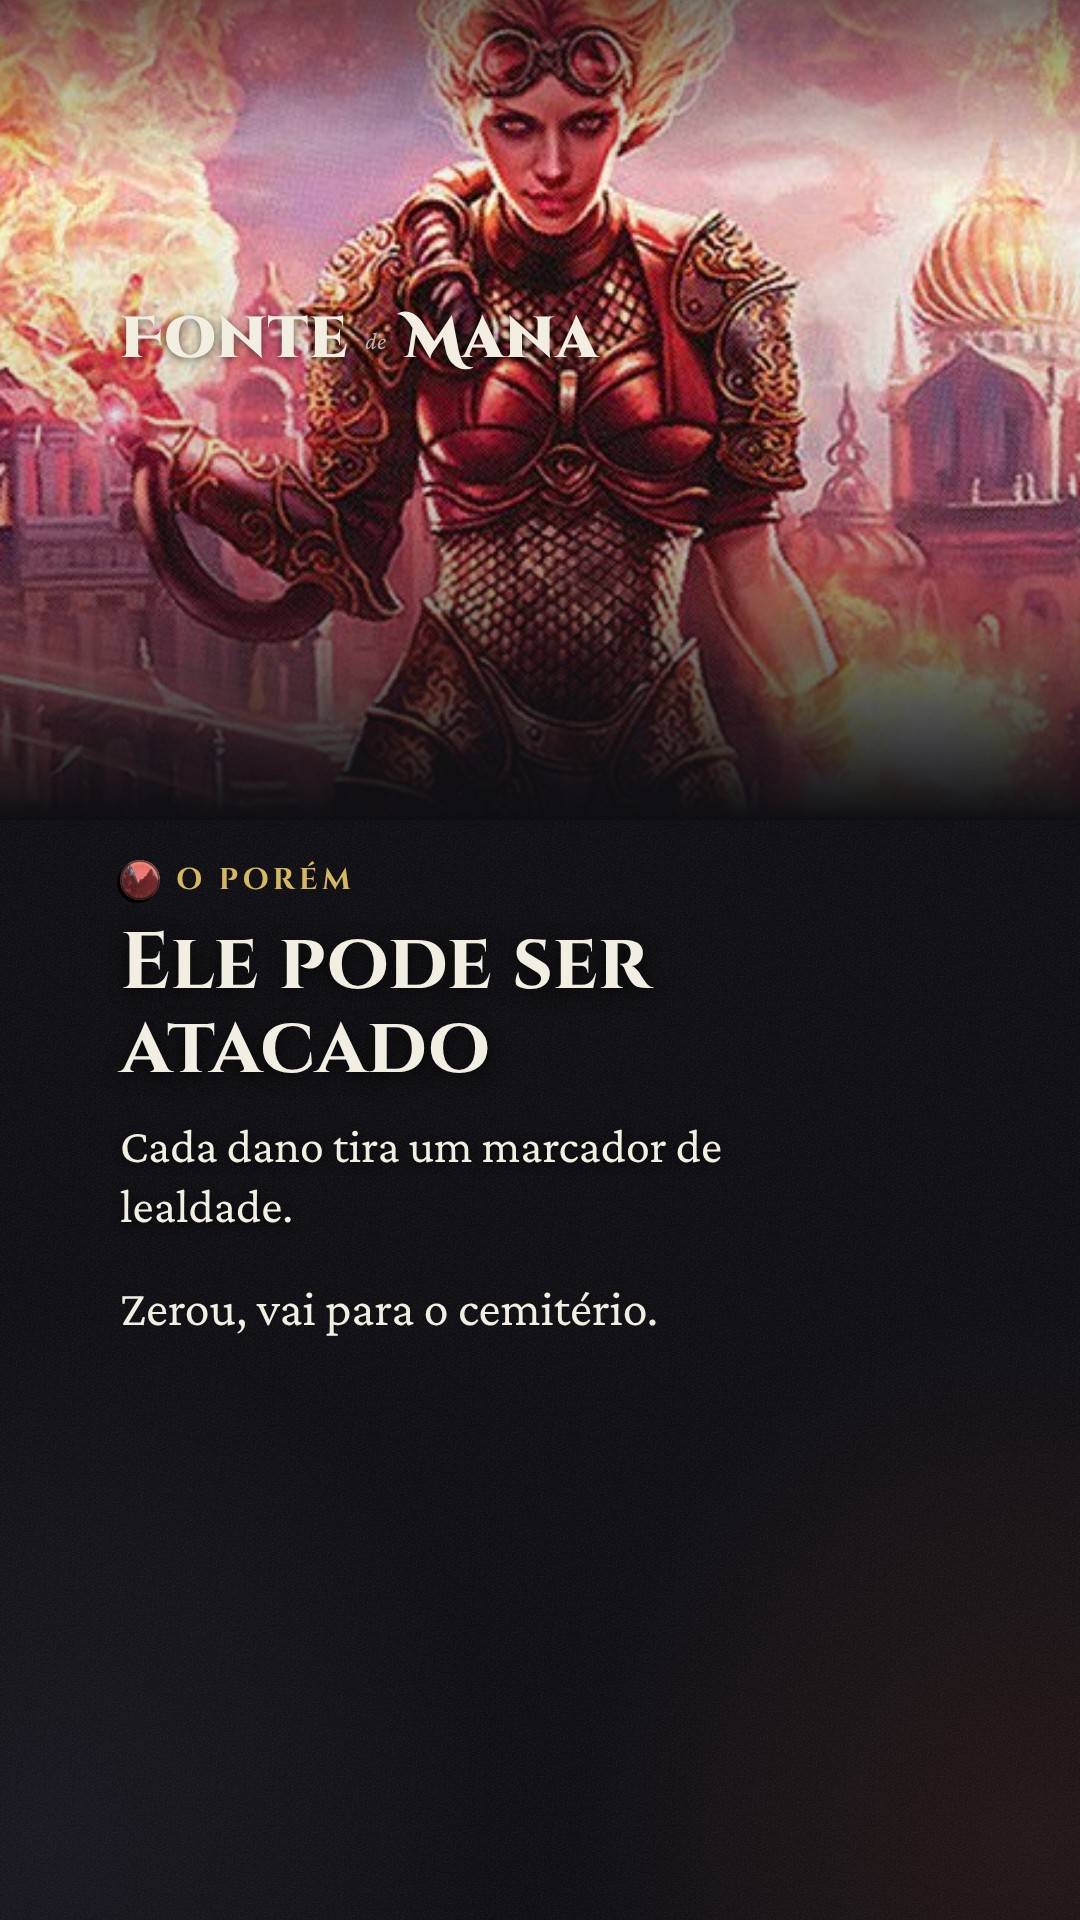 Fonte de Mana
O PORÉM
Ele pode ser
atacado
Cada dano tira um marcador de
lealdade.
Zerou, vai para o cemitério.